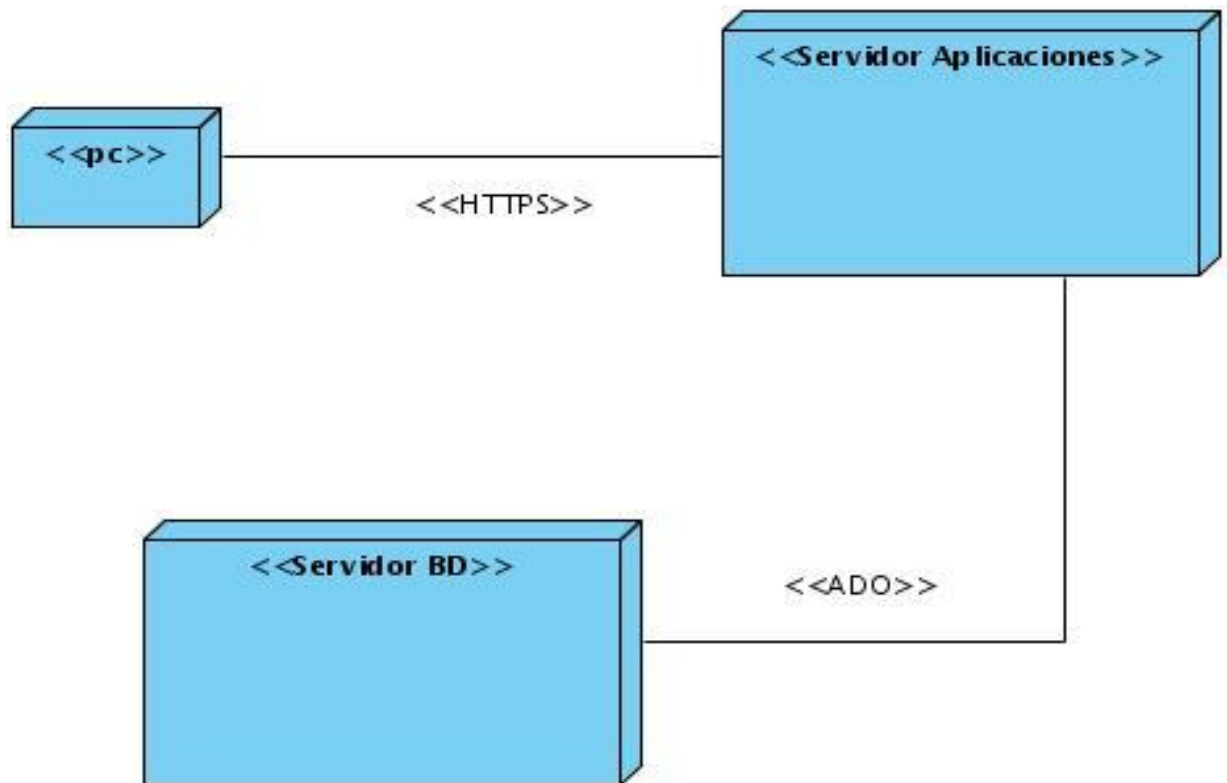 <<Servidor Aplicaciones>>
<<pc>>
<<HTTPS>>
<<Servidor BD>>
<<ADO>>